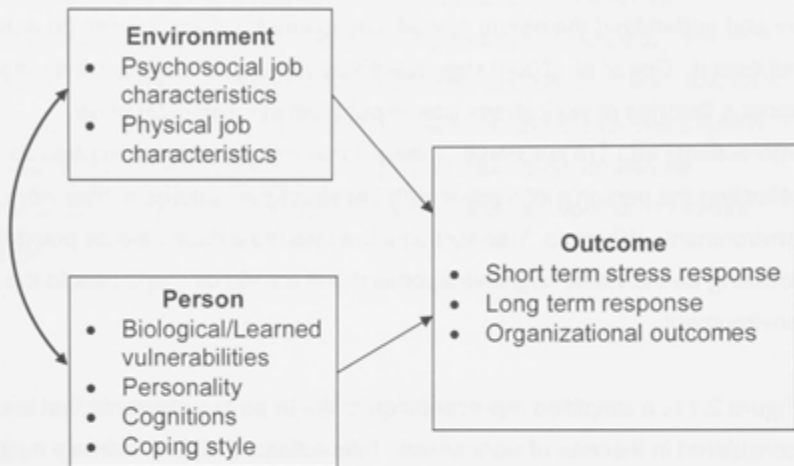 Environment
• Psychosocial job
characteristics
• Physical job
characteristics
Person
• Biological/Learned
vulnerabilities
• Personality
• Cognitions
• Coping style
Outcome
• Short term stress response
• Long term response
• Organizational outcomes